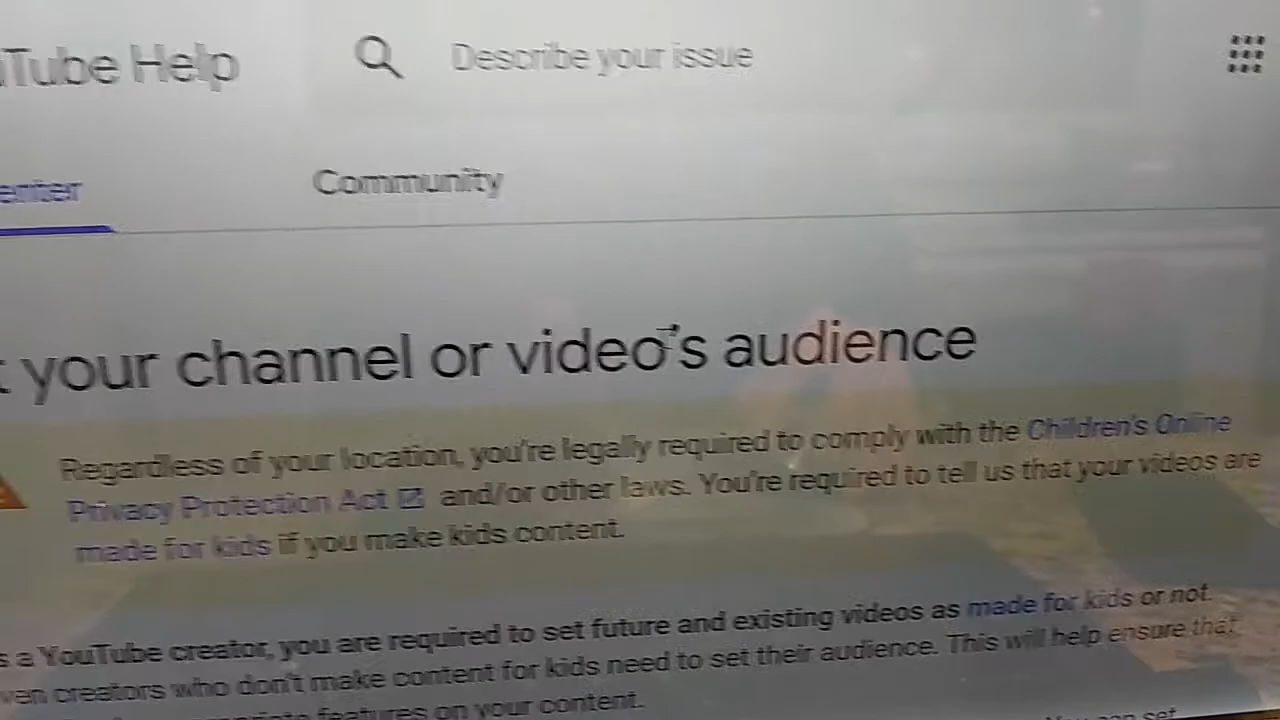 Tube Help
Describe your issue
Community
your channel or video's audience
Regardless of your location, you're legally required to comply with the Children's Online
Privacy Protection Act and/or other laws. You're required to tell us that your videos are
made for kids if you make kids content.
a YouTube creator, you are required to set future and existing videos as made for kids or not.
creators who don't make content for kids need to set their audience. This will help ensure that
features on your content.